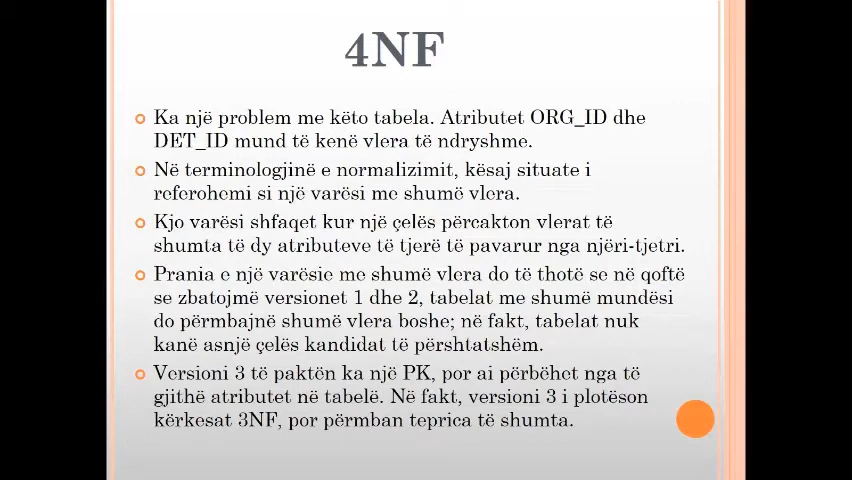 4NF
Ka një problem me këto tabela. Atributet ORG_ID dhe
DET_ID mund të kenë vlera të ndryshme.
Në terminologjinë e normalizimit, kësaj situate i
referohemi si një varësi me shumë vlera.
Kjo varësi shfaqet kur një çelës përcakton vlerat të
shumta të dy atributeve të tjerë të pavarur nga njëri-tjetri.
Prania e një varësie me shumë vlera do të thotë se në qoftë
se zbatojmë versionet 1 dhe 2, tabelat me shumë mundësi
do përmbajnë shumë vlera boshe; në fakt, tabelat nuk
kanë asnjë çelës kandidat të përshtatshëm.
Versioni 3 të paktën ka një PK, por ai përbëhet nga të
gjithë atributet në tabelë. Në fakt, versioni 3 i plotëson
kërkesat 3NF, por përmban teprica të shumta.